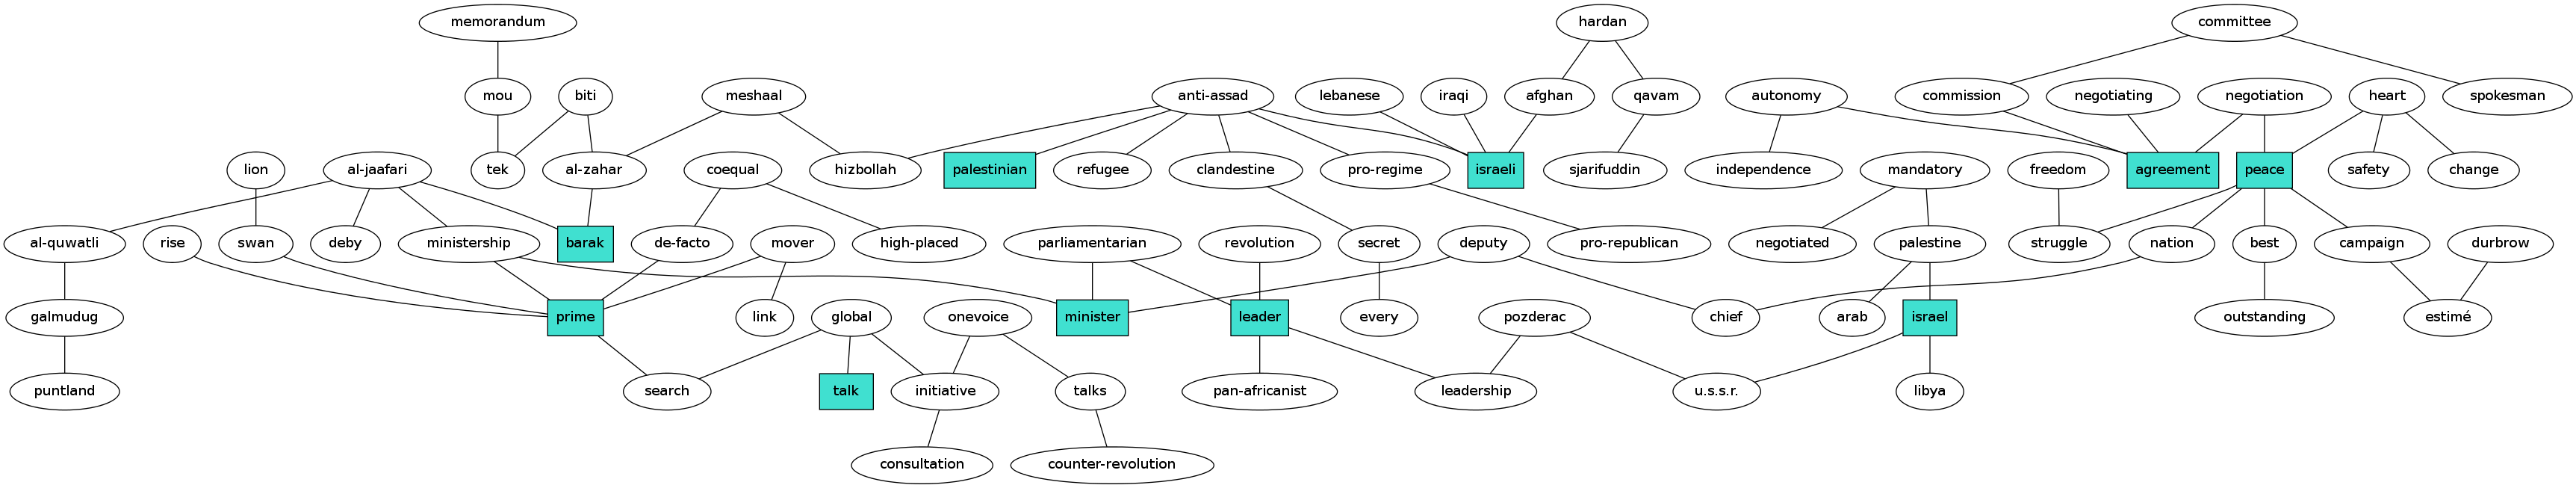 memorandum
hardan
committee
mou
biti
meshaal
anti-assad
lebanese
iraqi
afghan
qavam
autonomy
commission
negotiating
negotiation
heart
spokesman
lion
al-jaafari
tek
al-zahar
coequal
hizbollah
palestinian
refugee
clandestine
pro-regime
israeli
sjarifuddin
independence
mandatory
freedom
agreement
peace
safety
change
al-quwatli
rise
swan
deby
ministership
barak
de-facto
mover
high-placed
parliamentarian
revolution
secret
deputy
pro-republican
negotiated
palestine
struggle
nation
best
campaign
durbrow
galmudug
prime
link
global
onevoice
minister
leader
every
pozderac
chief
arab
israel
outstanding
estimé
puntland
search
talk
initiative
talks
pan-africanist
leadership
u.s.s.r.
libya
consultation
counter-revolution